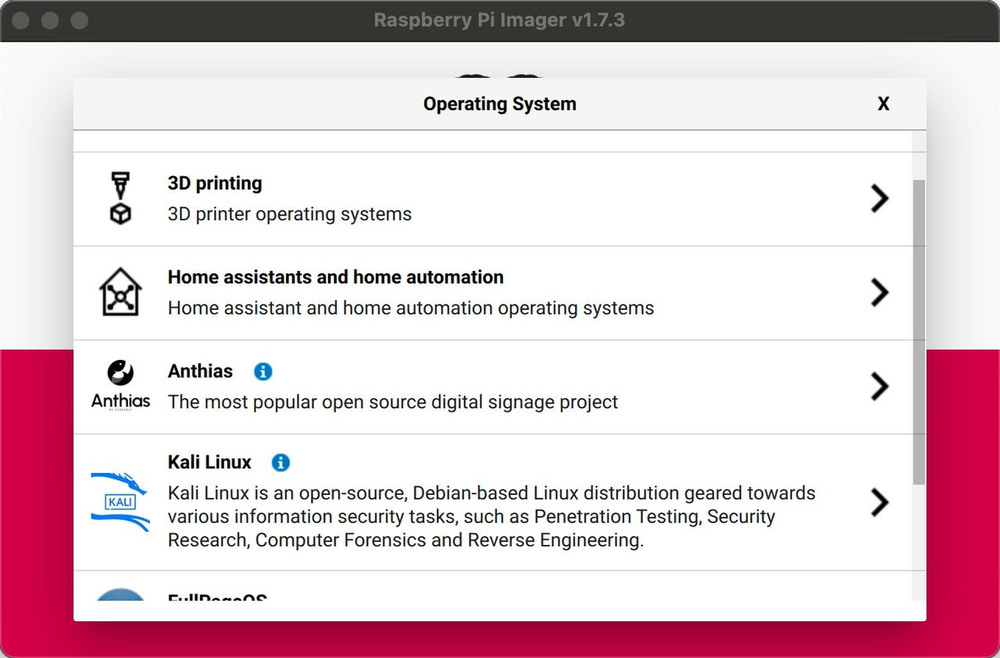 Raspberry Pi Imager v1.7.3
Operating System
X
3D printing
3D printer operating systems
Home assistants and home automation
Home assistant and home automation operating systems
Anthias
Anthias
The most popular open source digital signage project
Kali Linux
KALI
Kali Linux is an open-source, Debian-based Linux distribution geared towards
various information security tasks, such as Penetration Testing, Security
Research, Computer Forensics and Reverse Engineering.
FullPageOS